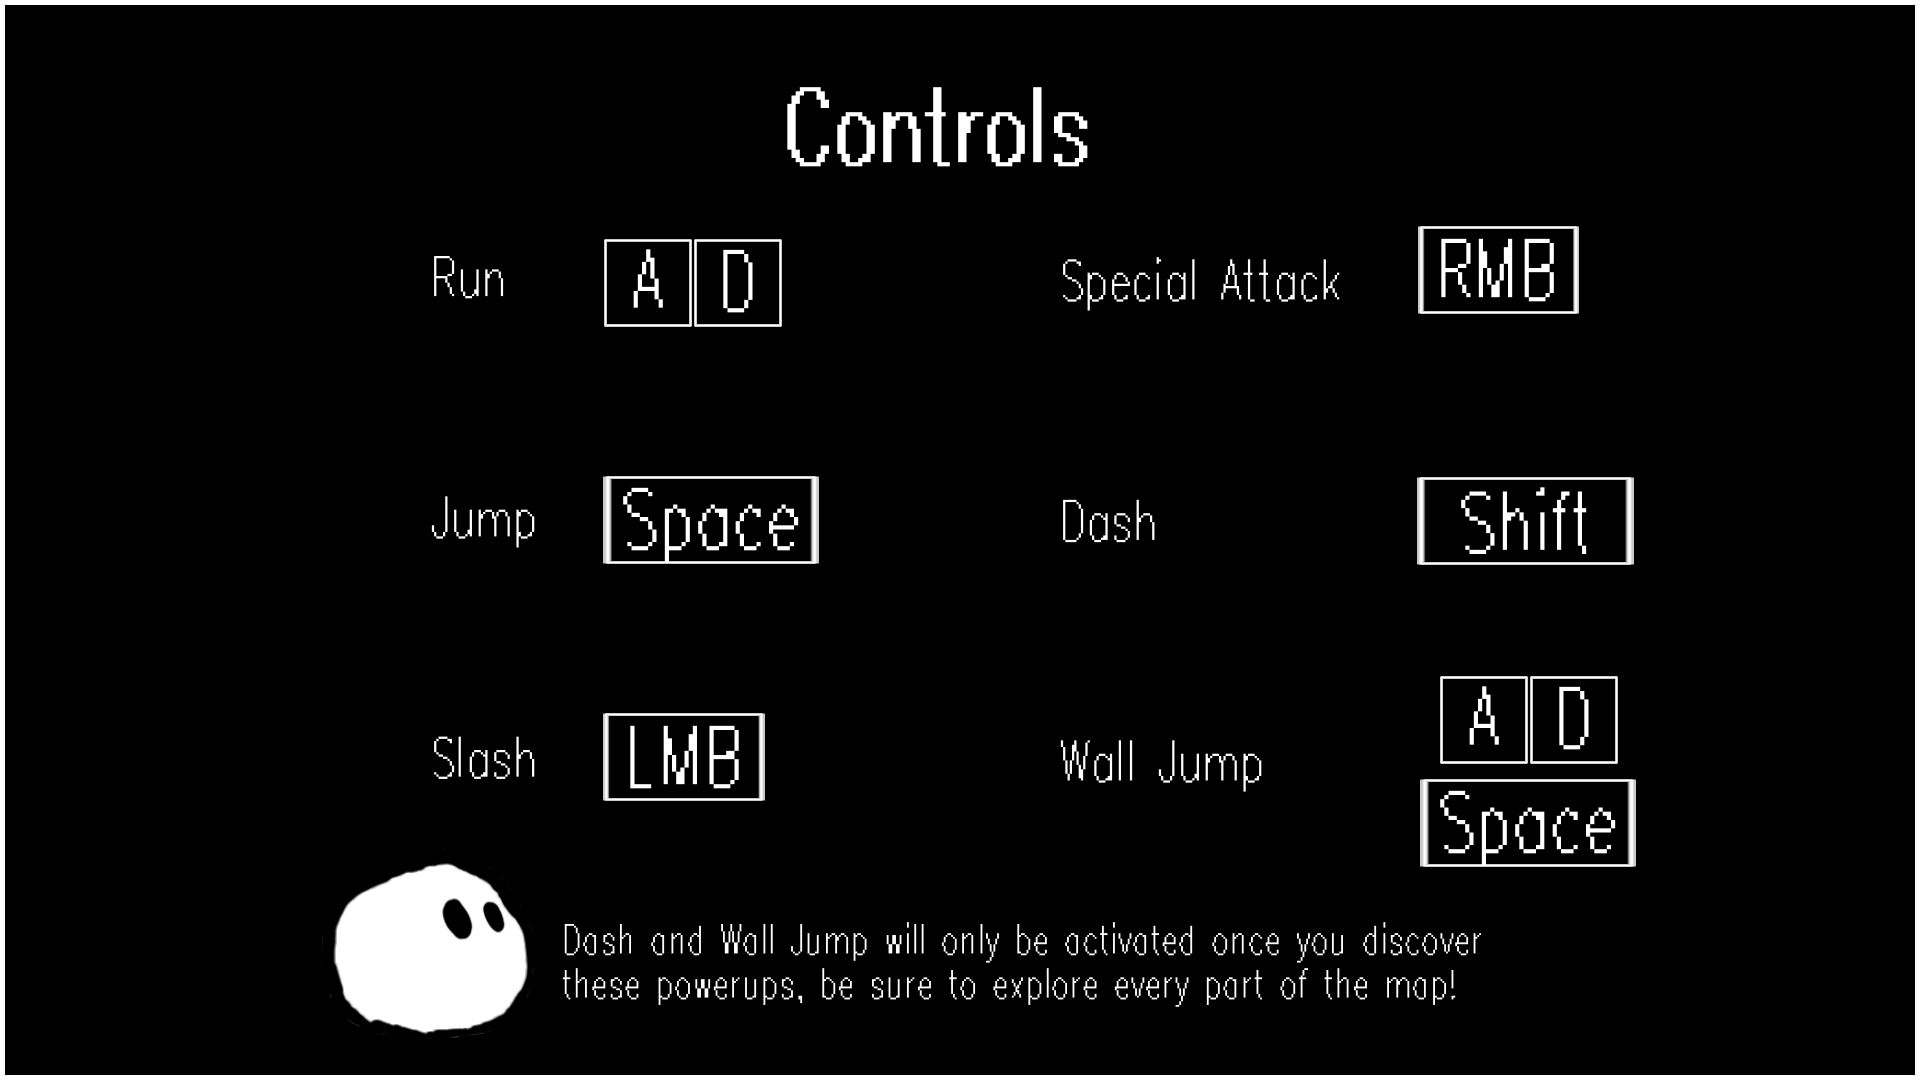 Controls
Run A D
Special Attack RMB
Jump Space
Dash Shift
Slash LMB
Wall Jump A D
Space
Dash and Wall Jump will only be activated once you discover
these powerups, be sure to explore every part of the map!